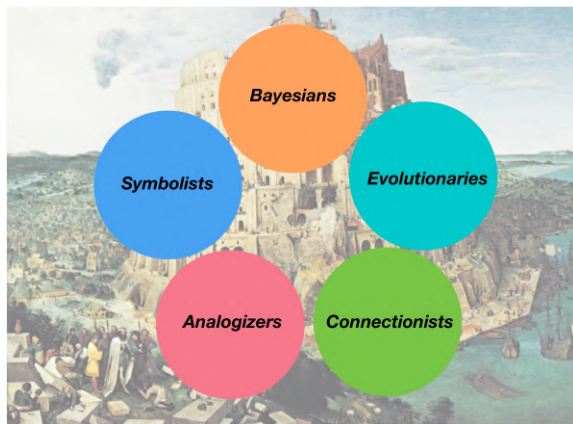 Bayesians
Symbolists
Evolutionaries
Analogizers
Connectionists